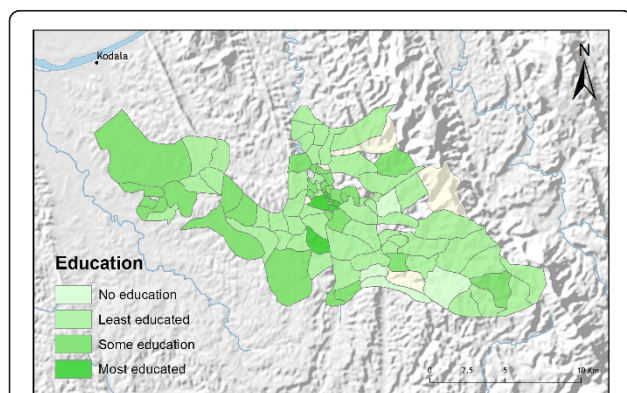 Kodala
N
Education
No education
Least educated
Some education
Most educated
0 2.5 5 10 Km